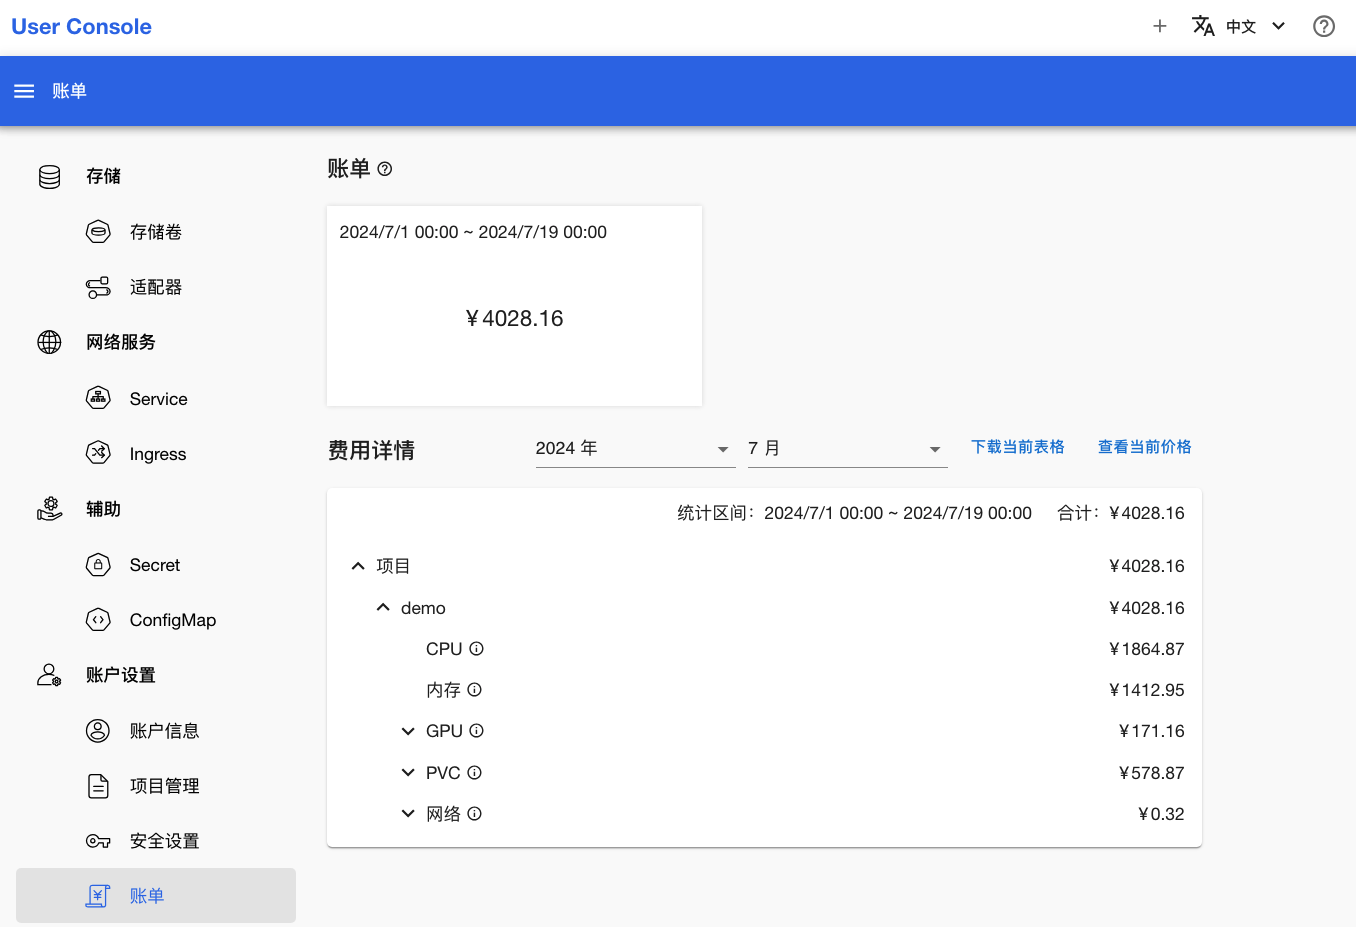 User Console
中文
账单
存储
存储卷
适配器
网络服务
Service
Ingress
辅助
Secret
ConfigMap
账户设置
账户信息
项目管理
安全设置
账单
账单
2024/7/1 00:00 ~ 2024/7/19 00:00
¥4028.16
费用详情 2024 年 7 月 下载当前表格 查看当前价格
统计区间：2024/7/1 00:00 ~ 2024/7/19 00:00 合计：¥4028.16
项目 ¥4028.16
demo ¥4028.16
CPU ¥1864.87
内存 ¥1412.95
GPU ¥171.16
PVC ¥578.87
网络 ¥0.32